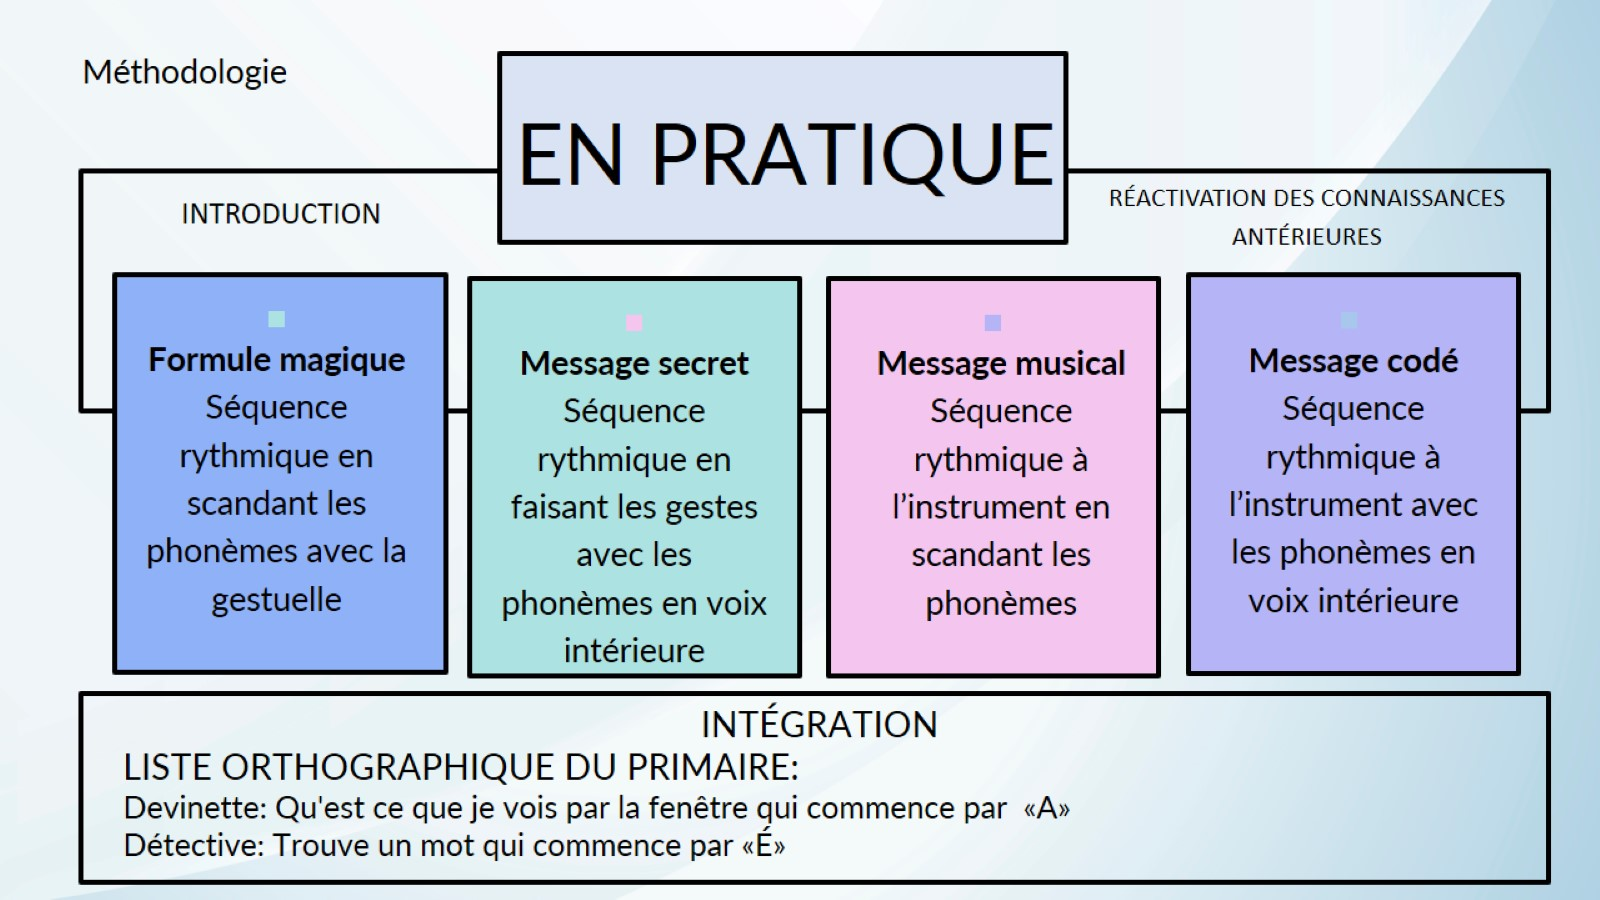 Méthodologie
EN PRATIQUE
INTRODUCTION
RÉACTIVATION DES CONNAISSANCES
ANTÉRIEURES
Formule magique
Séquence
rythmique en
scandant les
phonèmes avec la
gestuelle
Message secret
Séquence
rythmique en
faisant les gestes
avec les
phonèmes en voix
intérieure
Message musical
Séquence
rythmique à
l’instrument en
scandant les
phonèmes
Message codé
Séquence
rythmique à
l’instrument avec
les phonèmes en
voix intérieure
INTÉGRATION
LISTE ORTHOGRAPHIQUE DU PRIMAIRE:
Devinette: Qu'est ce que je vois par la fenêtre qui commence par «A»
Détective: Trouve un mot qui commence par «É»